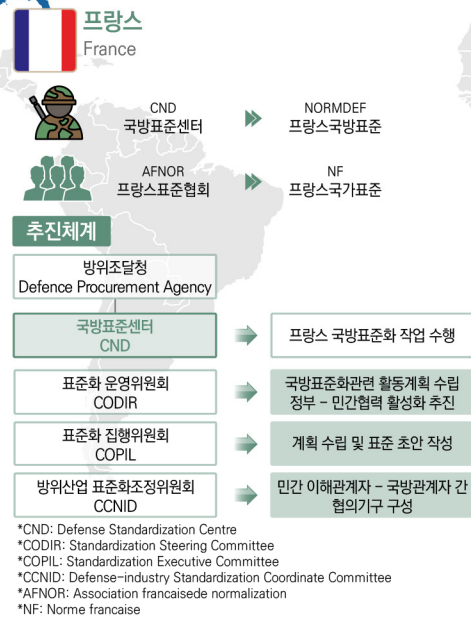 프랑스
France
CND
국방표준센터
NORMDEF
프랑스국방표준
AFNOR
프랑스표준협회
NF
프랑스국가표준
추진체계
방위조달청
Defence Procurement Agency
국방표준센터
CND
프랑스 국방표준화 작업 수행
표준화 운영위원회
CODIR
국방표준화관련 활동계획 수립
정부 - 민간협력 활성화 추진
표준화 집행위원회
COPIL
계획 수립 및 표준 초안 작성
방위산업 표준화조정위원회
CCNID
민간 이해관계자 - 국방관계자 간
협의기구 구성
*CND: Defense Standardization Centre
*CODIR: Standardization Steering Committee
*COPIL: Standardization Executive Committee
*CCNID: Defense-industry Standardization Coordinate Committee
*AFNOR: Association francaisede normalization
*NF: Norme francaise